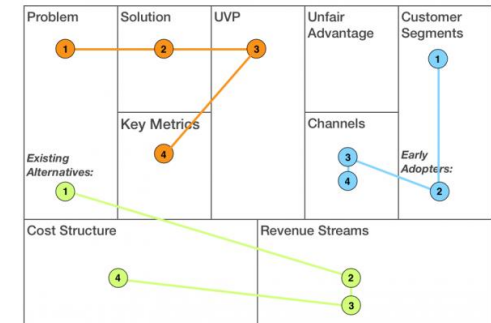 Problem
Solution
UVP
Unfair
Advantage
Customer
Segments
1
2
3
1
Key Metrics
4
Channels
3
4
Existing
Alternatives:
1
Early
Adopters:
2
Cost Structure
4
Revenue Streams
2
3